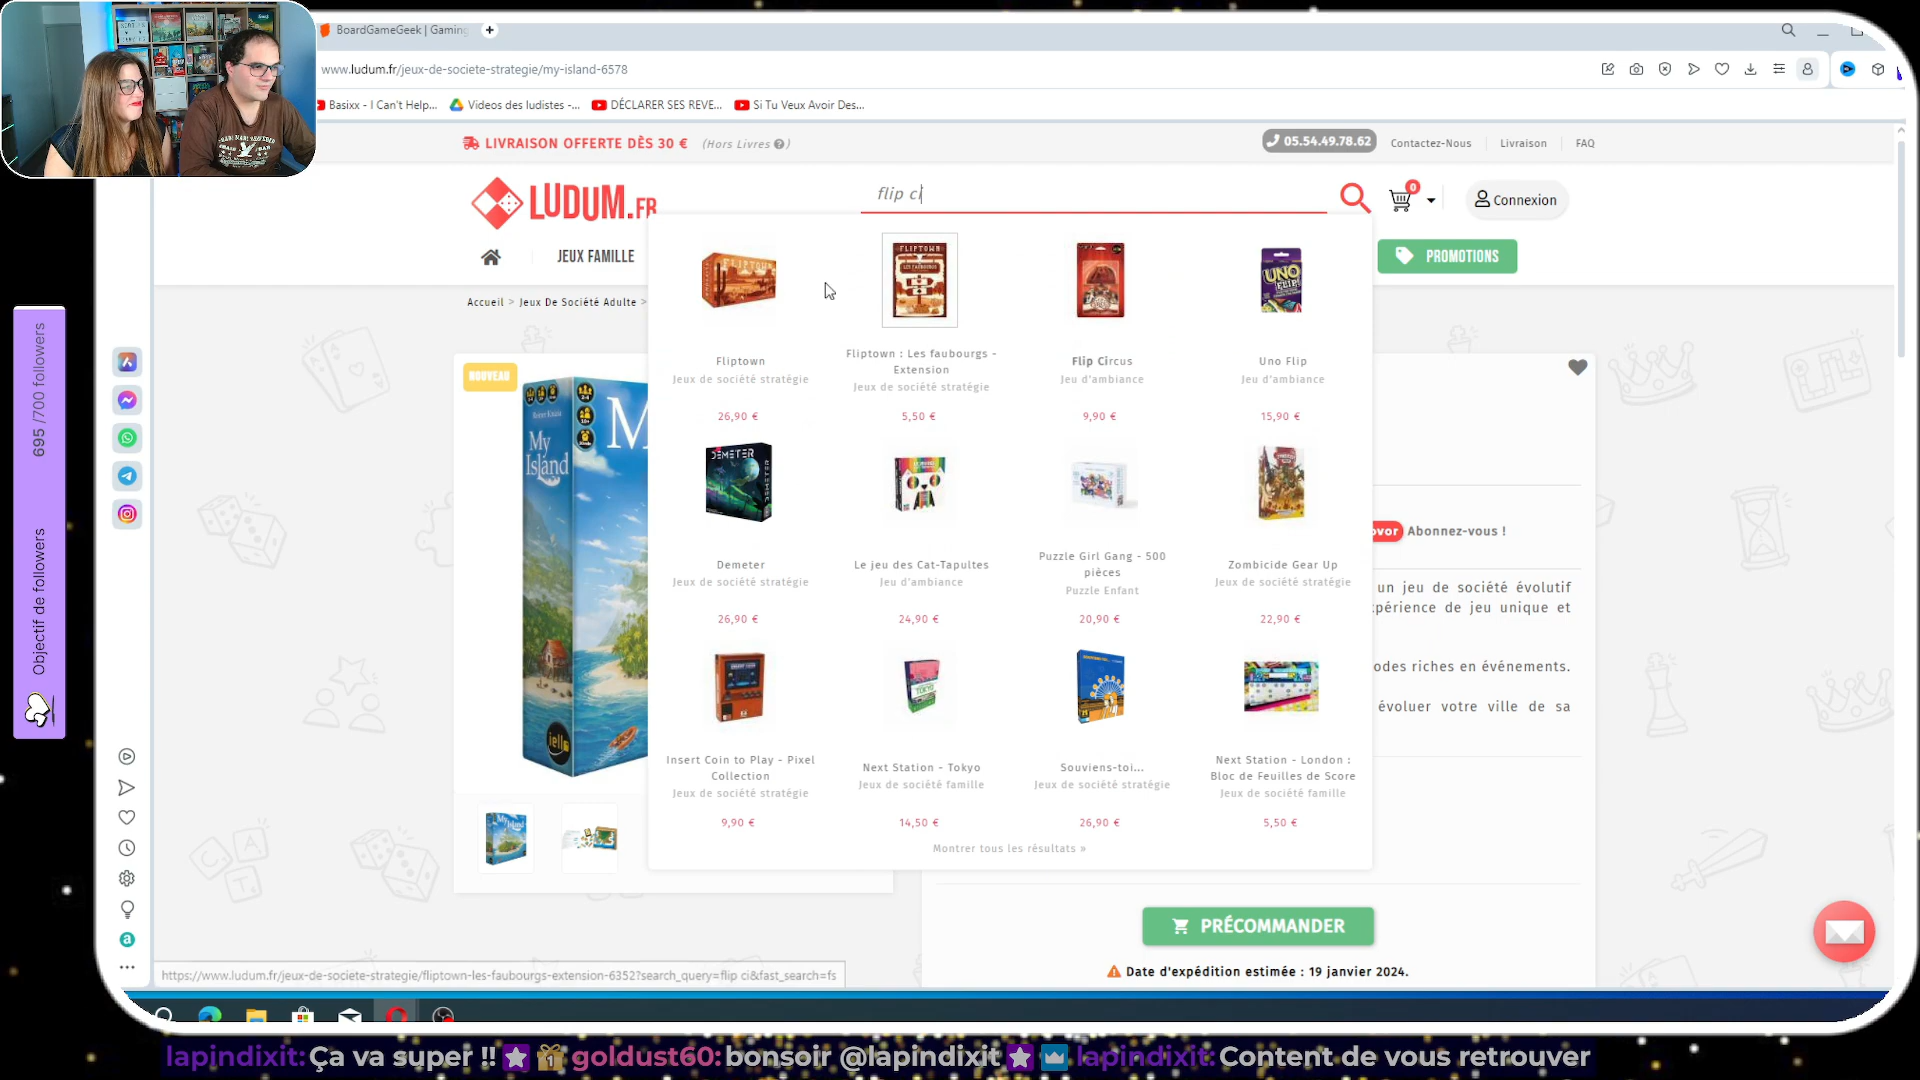 BoardGameGeek | Gaming
www.ludum.fr/jeux-de-societe-strategie/my-island-6578
Basixx - I Can't Help...
Videos des ludistes -...
DÉCLARER SES REVE...
Si Tu Veux Avoir Des...
LIVRAISON OFFERTE DÈS 30 € (Hors Livres ?)
05.54.49.78.62
Contactez-Nous
Livraison
FAQ
LUDUM.FR
flip ci
0
Connexion
JEUX FAMILLE
PROMOTIONS
Accueil > Jeux De Société Adulte >
NOUVEAU
My Island
jello
FLIPTOWN
FLIPTOWN
LES FAUBOURGS
UNO
FLIP!
Fliptown
Jeux de société stratégie
26,90 €
Fliptown : Les faubourgs -
Extension
Jeux de société stratégie
5,50 €
Flip Circus
Jeu d'ambiance
9,90 €
Uno Flip
Jeu d'ambiance
15,90 €
DEMETER
Demeter
Jeux de société stratégie
26,90 €
Le jeu des Cat-Tapultes
Jeu d'ambiance
24,90 €
Puzzle Girl Gang - 500
pièces
Puzzle Enfant
20,90 €
Zombicide Gear Up
Jeux de société stratégie
22,90 €
TOKYO
Insert Coin to Play - Pixel
Collection
Jeux de société stratégie
9,90 €
Next Station - Tokyo
Jeux de société famille
14,50 €
Souviens-toi...
Jeux de société stratégie
26,90 €
Next Station - London :
Bloc de Feuilles de Score
Jeux de société famille
5,50 €
Montrer tous les résultats »
Abonnez-vous !
un jeu de société évolutif
expérience de jeu unique et
odes riches en événements.
évoluer votre ville de sa
PRÉCOMMANDER
Date d'expédition estimée : 19 janvier 2024.
https://www.ludum.fr/jeux-de-societe-strategie/fliptown-les-faubourgs-extension-6352?search_query=flip ci&fast_search=fs
Objectif de followers
695 /700 followers
lapindixit: Ça va super !! goldust60: bonsoir @lapindixit lapindixit: Content de vous retrouver